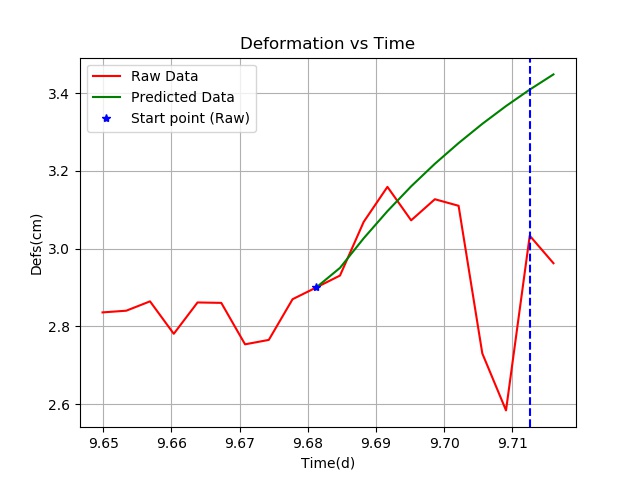 Deformation vs Time
Raw Data
Predicted Data
Start point (Raw)
Defs(cm)
3.4
3.2
3.0
2.8
2.6
9.65 9.66 9.67 9.68 9.69 9.70 9.71
Time(d)